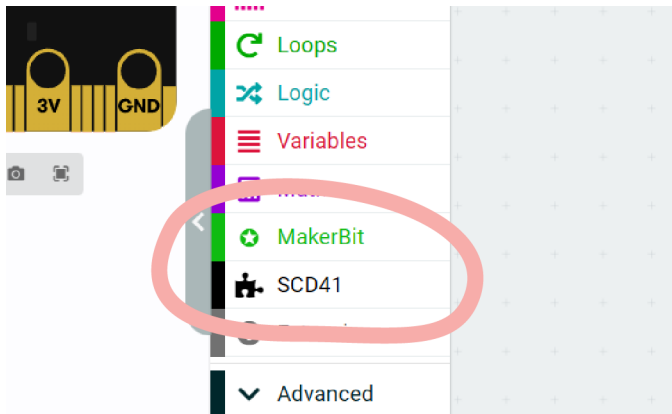 3V
GND
Loops
Logic
Variables
MakerBit
SCD41
Advanced